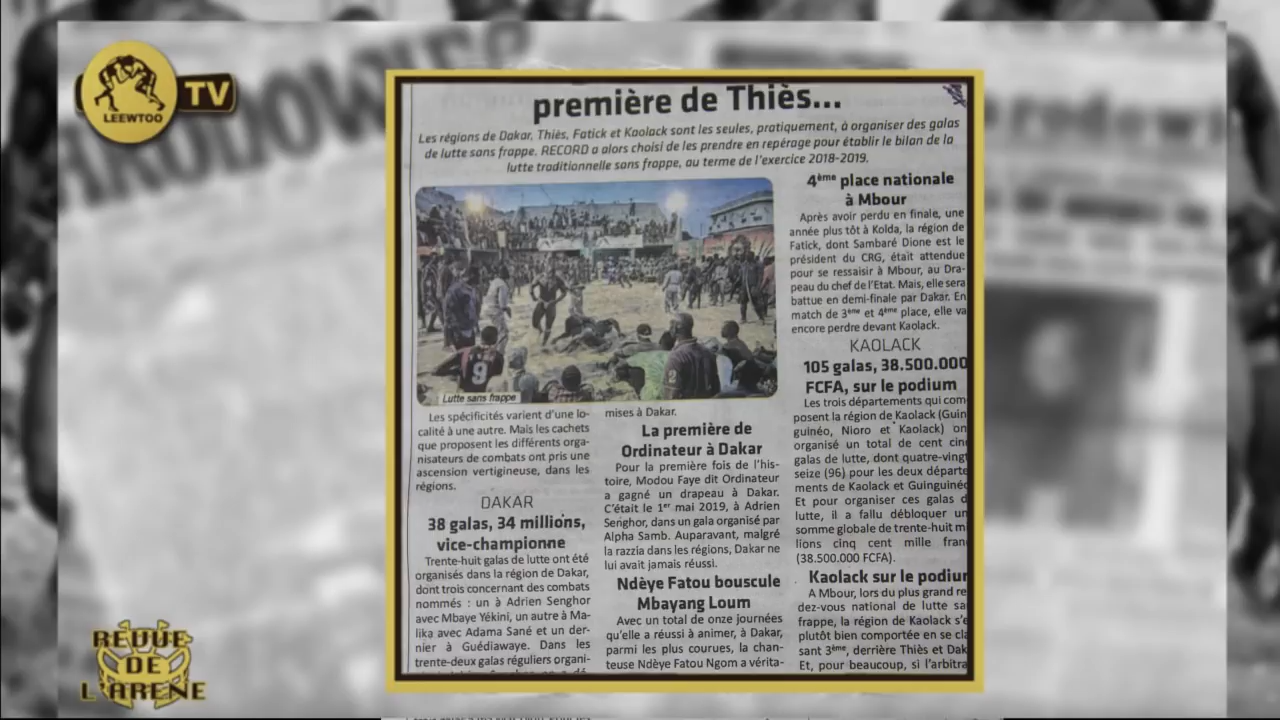 LEEWTOO
TV
première de Thiès...
Les régions de Dakar, Thiès, Fatick et Kaolack sont les seules, pratiquement, à organiser des galas
de lutte sans frappe. RECORD a alors choisi de les prendre en repérage pour établir le bilan de la
lutte traditionnelle sans frappe, au terme de l'exercice 2018-2019.
9
Lutte sans frappe
Les spécificités varient d'une lo-
calité à une autre. Mais les cachets
que proposent les différents orga-
nisateurs de combats ont pris une
ascension vertigineuse, dans les
régions.
DAKAR
38 galas, 34 millions,
vice-championne
Trente-huit galas de lutte ont été
organisés dans la région de Dakar,
dont trois concernant des combats
nommés : un à Adrien Senghor
avec Mbaye Yékini, un autre à Ma-
lika avec Adama Sané et un der-
nier à Guédiawaye. Dans les
trente-deux galas réguliers organi-
mises à Dakar.
La première de
Ordinateur à Dakar
Pour la première fois de l'his-
toire, Modou Faye dit Ordinateur
a gagné un drapeau à Dakar.
C'était le 1er mai 2019, à Adrien
Senghor, dans un gala organisé par
Alpha Samb. Auparavant, malgré
la razzia dans les régions, Dakar ne
lui avait jamais réussi.
Ndèye Fatou bouscule
Mbayang Loum
Avec un total de onze journées
qu'elle a réussi à animer, à Dakar,
parmi les plus courues, la chan-
teuse Ndèye Fatou Ngom a vérita-
4ème place nationale
à Mbour
Après avoir perdu en finale, une
année plus tôt à Kolda, la région de
Fatick, dont Sambaré Dione est le
président du CRG, était attendue
pour se ressaisir à Mbour, au Dra-
peau du chef de l'Etat. Mais, elle sera
battue en demi-finale par Dakar. En
match de 3ème et 4ème place, elle va
encore perdre devant Kaolack.
KAOLACK
105 galas, 38.500.000
FCFA, sur le podium
Les trois départements qui com
posent la région de Kaolack (Guin
guinéo, Nioro et Kaolack) on
organisé un total de cent cin
galas de lutte, dont quatre-vingt
seize (96) pour les deux départe
ments de Kaolack et Guinguinéo
Et pour organiser ces galas d
lutte, il a fallu débloquer un
somme globale de trente-huit mi
lions cinq cent mille fran
(38.500.000 FCFA).
Kaolack sur le podiur
A Mbour, lors du plus grand re
dez-vous national de lutte sa
frappe, la région de Kaolack s'e
plutôt bien comportée en se cla
sant 3ème, derrière Thiès et Dak
Et, pour beaucoup, si l'arbitra
REVUE
DE
L'ARENE